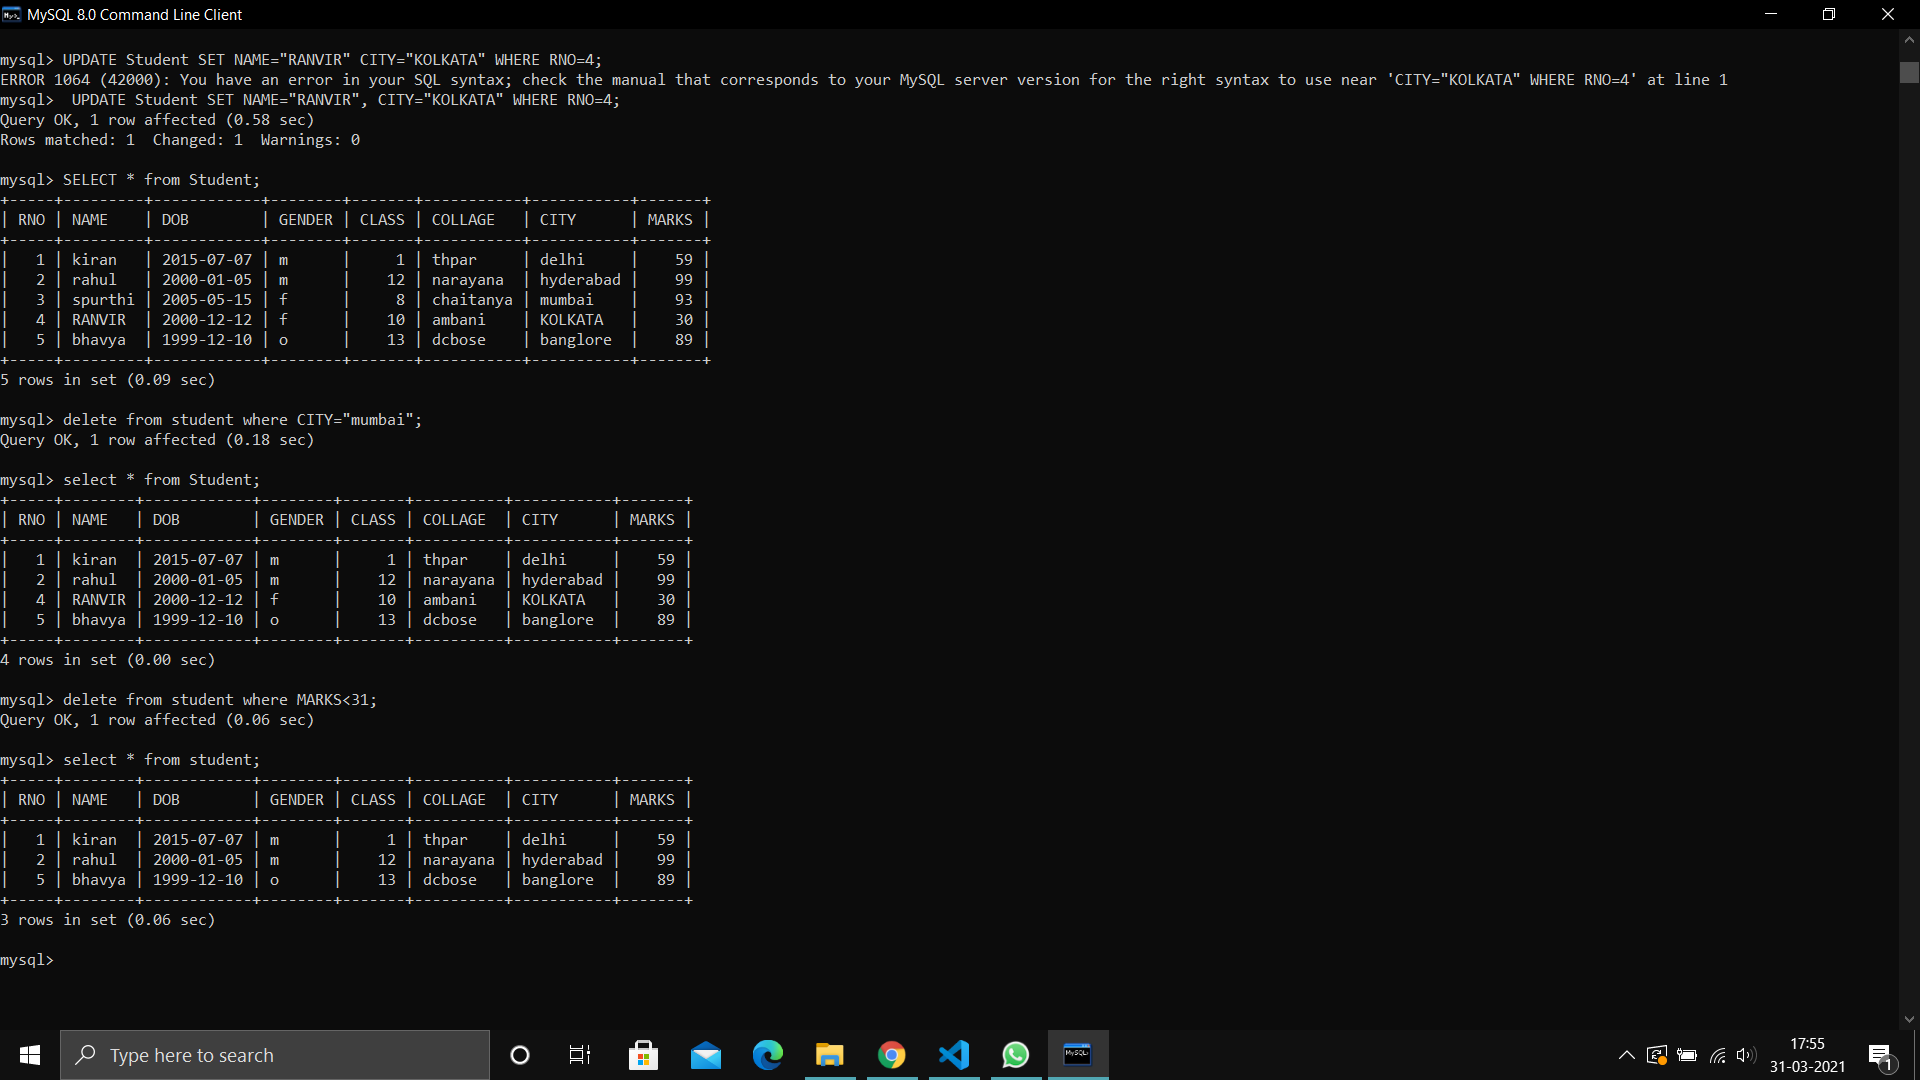 MySQL 8.0 Command Line Client
mysql> UPDATE Student SET NAME="RANVIR" CITY="KOLKATA" WHERE RNO=4;
ERROR 1064 (42000): You have an error in your SQL syntax; check the manual that corresponds to your MySQL server version for the right syntax to use near 'CITY="KOLKATA" WHERE RNO=4' at line 1
mysql>  UPDATE Student SET NAME="RANVIR", CITY="KOLKATA" WHERE RNO=4;
Query OK, 1 row affected (0.58 sec)
Rows matched: 1  Changed: 1  Warnings: 0
mysql> SELECT * from Student;
+-----+---------+------------+--------+-------+-----------+-----------+-------+
| RNO | NAME    | DOB        | GENDER | CLASS | COLLAGE   | CITY      | MARKS |
+-----+---------+------------+--------+-------+-----------+-----------+-------+
|   1 | kiran   | 2015-07-07 | m      |     1 | thpar     | delhi     |    59 |
|   2 | rahul   | 2000-01-05 | m      |    12 | narayana  | hyderabad |    99 |
|   3 | spurthi | 2005-05-15 | f      |     8 | chaitanya | mumbai    |    93 |
|   4 | RANVIR  | 2000-12-12 | f      |    10 | ambani    | KOLKATA   |    30 |
|   5 | bhavya  | 1999-12-10 | o      |    13 | dcbose    | banglore  |    89 |
+-----+---------+------------+--------+-------+-----------+-----------+-------+
5 rows in set (0.09 sec)
mysql> delete from student where CITY="mumbai";
Query OK, 1 row affected (0.18 sec)
mysql> select * from Student;
+-----+--------+------------+--------+-------+----------+-----------+-------+
| RNO | NAME   | DOB        | GENDER | CLASS | COLLAGE  | CITY      | MARKS |
+-----+--------+------------+--------+-------+----------+-----------+-------+
|   1 | kiran  | 2015-07-07 | m      |     1 | thpar    | delhi     |    59 |
|   2 | rahul  | 2000-01-05 | m      |    12 | narayana | hyderabad |    99 |
|   4 | RANVIR | 2000-12-12 | f      |    10 | ambani   | KOLKATA   |    30 |
|   5 | bhavya | 1999-12-10 | o      |    13 | dcbose   | banglore  |    89 |
+-----+--------+------------+--------+-------+----------+-----------+-------+
4 rows in set (0.00 sec)
mysql> delete from student where MARKS<31;
Query OK, 1 row affected (0.06 sec)
mysql> select * from student;
+-----+--------+------------+--------+-------+----------+-----------+-------+
| RNO | NAME   | DOB        | GENDER | CLASS | COLLAGE  | CITY      | MARKS |
+-----+--------+------------+--------+-------+----------+-----------+-------+
|   1 | kiran  | 2015-07-07 | m      |     1 | thpar    | delhi     |    59 |
|   2 | rahul  | 2000-01-05 | m      |    12 | narayana | hyderabad |    99 |
|   5 | bhavya | 1999-12-10 | o      |    13 | dcbose   | banglore  |    89 |
+-----+--------+------------+--------+-------+----------+-----------+-------+
3 rows in set (0.06 sec)
mysql>
Type here to search
MySQL
17:55
31-03-2021
1